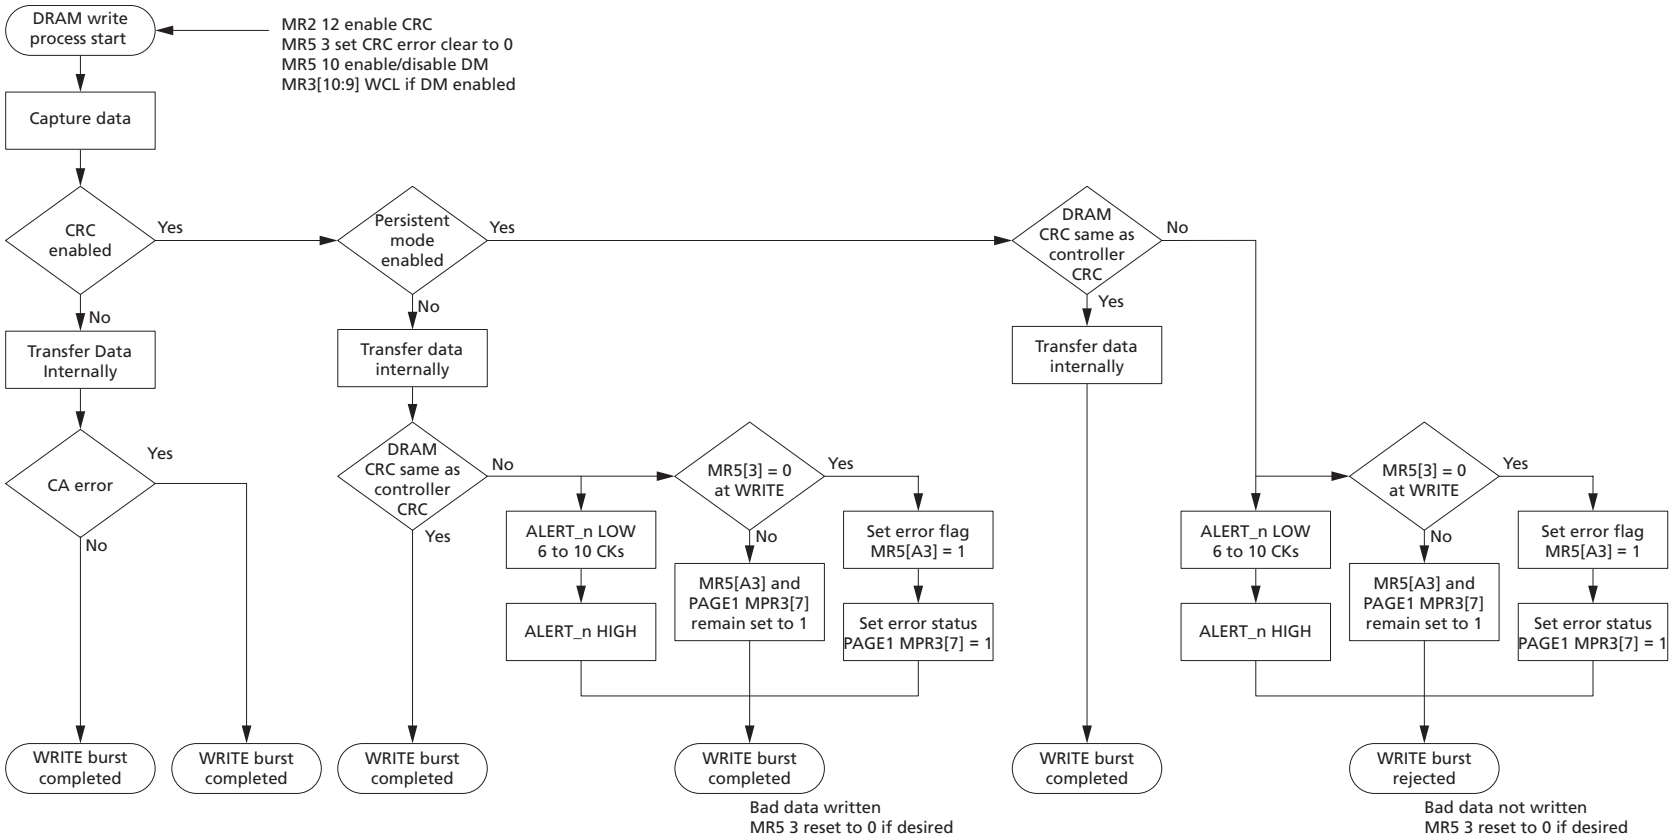 DRAM write
process start
MR2 12 enable CRC
MR5 3 set CRC error clear to 0
MR5 10 enable/disable DM
MR3[10:9] WCL if DM enabled
Capture data
CRC
enabled
Yes
Persistent
mode
enabled
Yes
DRAM
CRC same as
controller
CRC
No
No
No
Yes
Transfer Data
Internally
Transfer data
internally
Transfer data
internally
CA error
Yes
No
DRAM
CRC same as
controller
CRC
No
Yes
MR5[3] = 0
at WRITE
Yes
No
ALERT_n LOW
6 to 10 CKs
ALERT_n HIGH
MR5[A3] and
PAGE1 MPR3[7]
remain set to 1
Set error flag
MR5[A3] = 1
Set error status
PAGE1 MPR3[7] = 1
MR5[3] = 0
at WRITE
Yes
No
ALERT_n LOW
6 to 10 CKs
ALERT_n HIGH
MR5[A3] and
PAGE1 MPR3[7]
remain set to 1
Set error flag
MR5[A3] = 1
Set error status
PAGE1 MPR3[7] = 1
WRITE burst
completed
WRITE burst
completed
WRITE burst
completed
WRITE burst
completed
Bad data written
MR5 3 reset to 0 if desired
WRITE burst
completed
WRITE burst
rejected
Bad data not written
MR5 3 reset to 0 if desired